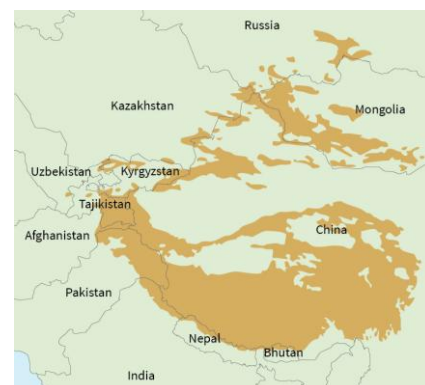 Russia
Kazakhstan
Mongolia
Uzbekistan
Kyrgyzstan
Tajikistan
China
Afghanistan
Pakistan
Nepal
Bhutan
India